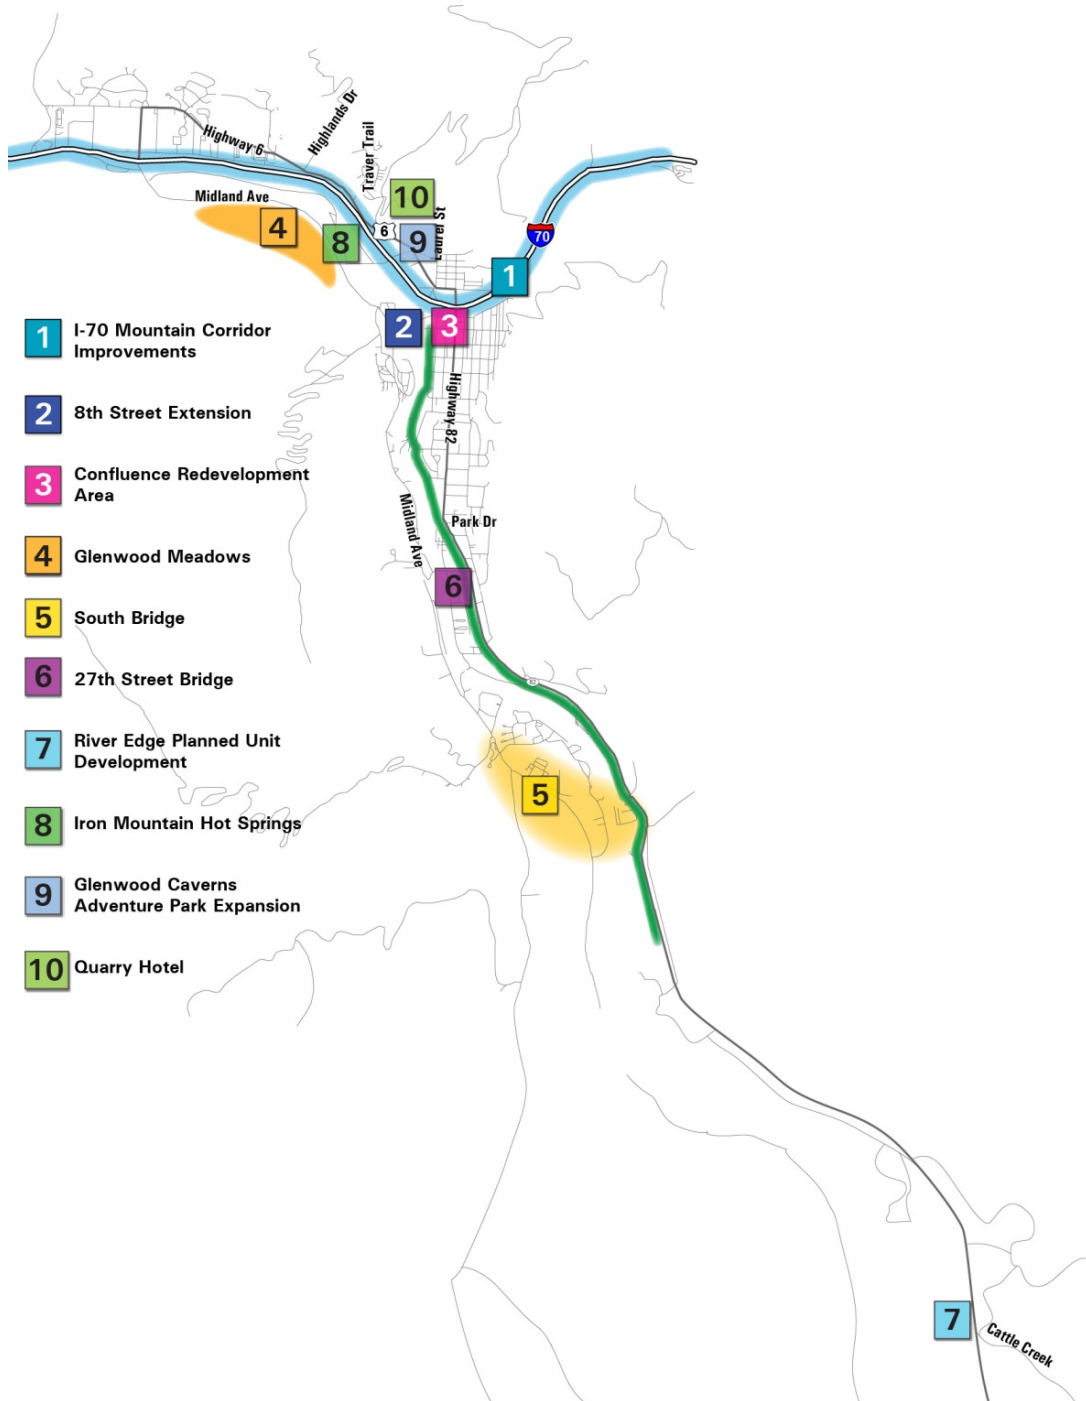 Highway 6
Highlands Dr
Traver Trail
Midland Ave
10
4
8
6
9
Laurel St
70
1
2
3
1 I-70 Mountain Corridor
Improvements
2 8th Street Extension
Highway 82
3 Confluence Redevelopment
Area
Midland Ave
Park Dr
4 Glenwood Meadows
6
5 South Bridge
6 27th Street Bridge
82
7 River Edge Planned Unit
Development
5
8 Iron Mountain Hot Springs
9 Glenwood Caverns
Adventure Park Expansion
10 Quarry Hotel
7
Cattle Creek